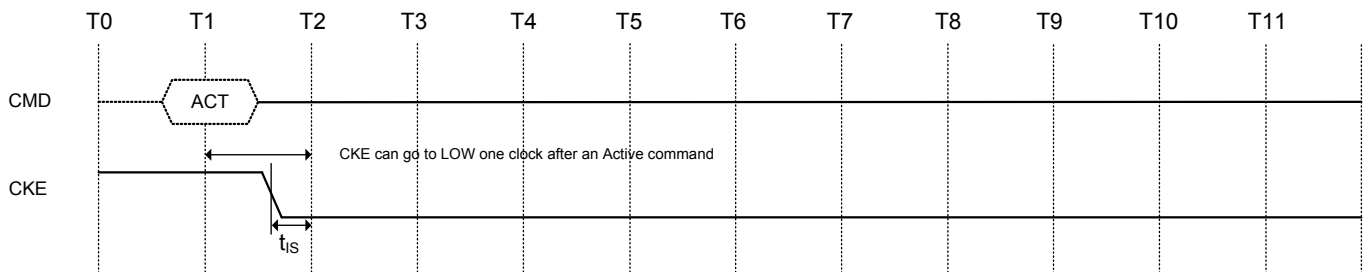 T0 T1 T2 T3 T4 T5 T6 T7 T8 T9 T10 T11
CMD ACT
CKE can go to LOW one clock after an Active command
CKE
tIS